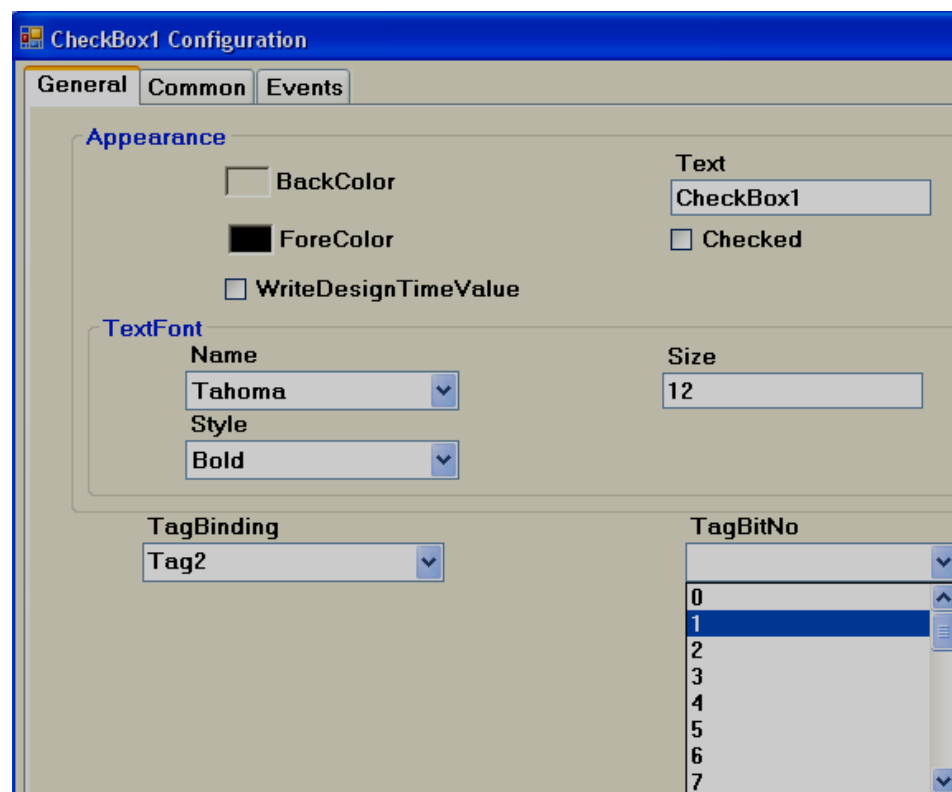 CheckBox1 Configuration
General Common Events
Appearance
BackColor
Text
CheckBox1
ForeColor
Checked
WriteDesignTimeValue
TextFont
Name
Size
Tahoma
12
Style
Bold
TagBinding
TagBitNo
Tag2
0
1
2
3
4
5
6
7